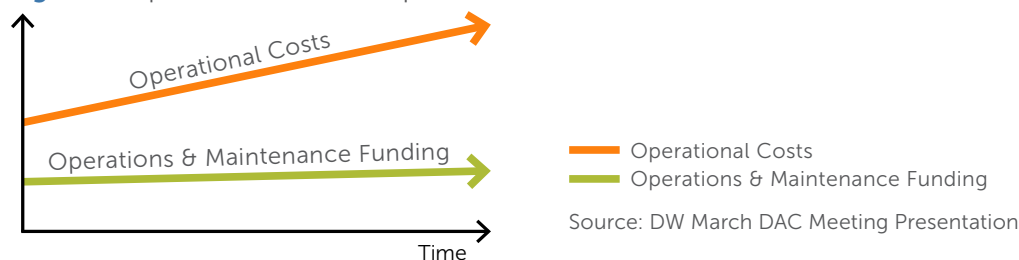 Operational Costs
Operations & Maintenance Funding
Time
Operational Costs
Operations & Maintenance Funding
Source: DW March DAC Meeting Presentation